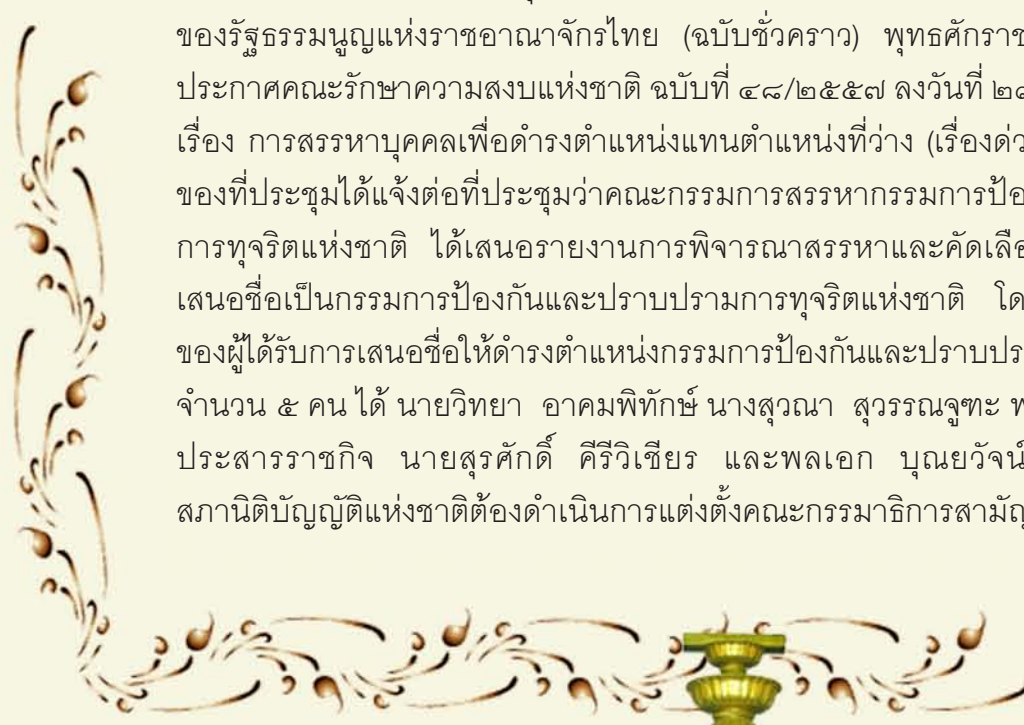 ของรัฐธรรมนูญแห่งราชอาณาจักรไทย (ฉบับชั่วคราว) พุทธศักราช
ประกาศคณะรักษาความสงบแห่งชาติ ฉบับที่ ๔๘/๒๕๕๗ ลงวันที่
เรื่อง การสรรหาบุคคลเพื่อดำรงตำแหน่งแทนตำแหน่งที่ว่าง (เรื่องด่ว
ของที่ประชุมได้แจ้งต่อที่ประชุมว่าคณะกรรมการสรรหากรรมการป้อ
การทุจริตแห่งชาติ ได้เสนอรายงานการพิจารณาสรรหาและคัดเลือ
เสนอชื่อเป็นกรรมการป้องกันและปราบปรามการทุจริตแห่งชาติ โด
ของผู้ได้รับการเสนอชื่อให้ดำรงตำแหน่งกรรมการป้องกันและปราบปร
จำนวน ๕ คน ได้ นายวิทยา อาคมพิทักษ์ นางสุวณา สุวรรณจูฑะ พ
ประสารราชกิจ นายสุรศักดิ์ คีรีวิเชียร และพลเอก บุณยวัจน์
สภานิติบัญญัติแห่งชาติต้องดำเนินการแต่งตั้งคณะกรรมาธิการสามัญ